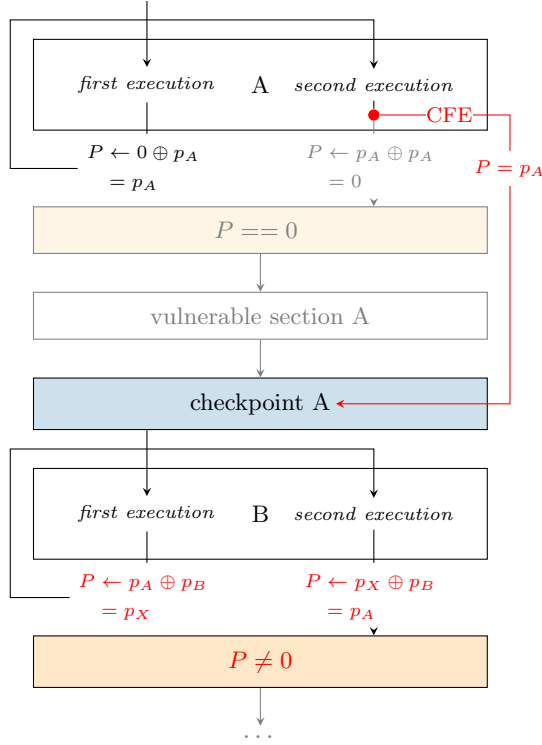 first execution A second execution
CFE
P ← 0 ⊕ p_A
= p_A
P ← p_A ⊕ p_A
= 0
P = p_A
P == 0
vulnerable section A
checkpoint A
first execution B second execution
P ← p_A ⊕ p_B
= p_X
P ← p_X ⊕ p_B
= p_A
P ≠ 0
...